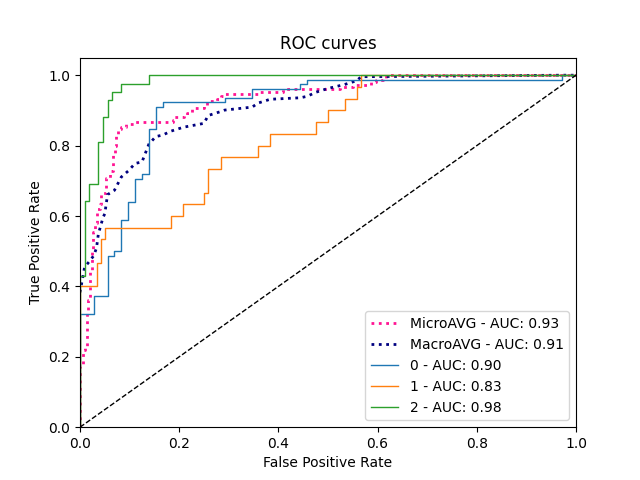 ROC curves
True Positive Rate
1.0
0.8
0.6
0.4
0.2
0.0
0.0 0.2 0.4 0.6 0.8 1.0
False Positive Rate
MicroAVG - AUC: 0.93
MacroAVG - AUC: 0.91
0 - AUC: 0.90
1 - AUC: 0.83
2 - AUC: 0.98